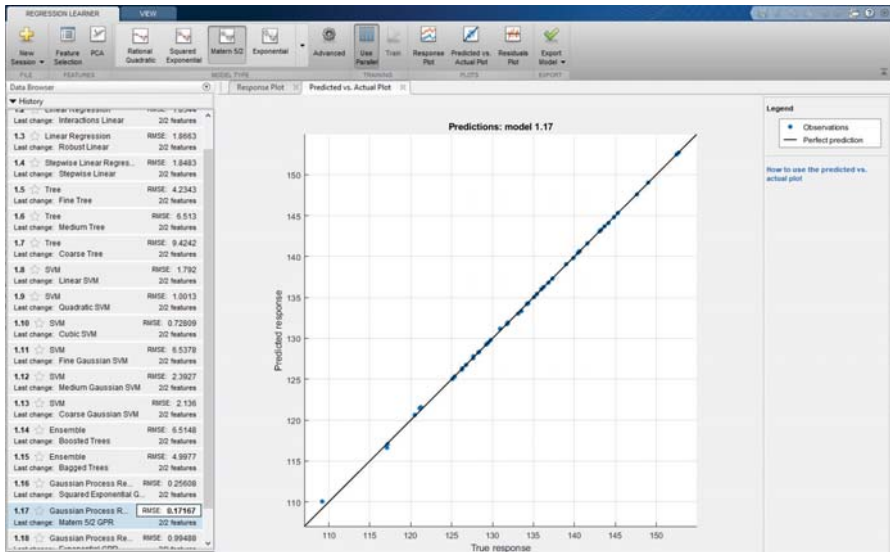 REGRESSION LEARNER
VIEW
New Session
Feature Selection
PCA
Rational Quadratic
Squared Exponential
Matern 5/2
Exponential
Advanced
Use Parallel
Train
Response Plot
Predicted vs. Actual Plot
Residuals Plot
Export Model
FILE
FEATURES
MODEL TYPE
TRAINING
PLOTS
EXPORT
Data Browser
History
Response Plot
Predicted vs. Actual Plot
Last change: Interactions Linear 2/2 features
1.3 Linear Regression RMSE: 1.8663
Last change: Robust Linear 2/2 features
1.4 Stepwise Linear Regres... RMSE: 1.8483
Last change: Stepwise Linear 2/2 features
1.5 Tree RMSE: 4.2343
Last change: Fine Tree 2/2 features
1.6 Tree RMSE: 6.513
Last change: Medium Tree 2/2 features
1.7 Tree RMSE: 9.4242
Last change: Coarse Tree 2/2 features
1.8 SVM RMSE: 1.792
Last change: Linear SVM 2/2 features
1.9 SVM RMSE: 1.0013
Last change: Quadratic SVM 2/2 features
1.10 SVM RMSE: 0.72809
Last change: Cubic SVM 2/2 features
1.11 SVM RMSE: 6.5378
Last change: Fine Gaussian SVM 2/2 features
1.12 SVM RMSE: 2.3927
Last change: Medium Gaussian SVM 2/2 features
1.13 SVM RMSE: 2.136
Last change: Coarse Gaussian SVM 2/2 features
1.14 Ensemble RMSE: 6.5148
Last change: Boosted Trees 2/2 features
1.15 Ensemble RMSE: 4.9977
Last change: Bagged Trees 2/2 features
1.16 Gaussian Process Re... RMSE: 0.25608
Last change: Squared Exponential G... 2/2 features
1.17 Gaussian Process R... RMSE: 0.17167
Last change: Matern 5/2 GPR 2/2 features
1.18 Gaussian Process Re... RMSE: 0.99488
Predictions: model 1.17
Predicted response
150
145
140
135
130
125
120
115
110
110 115 120 125 130 135 140 145 150
True response
Legend
Observations
Perfect prediction
How to use the predicted vs.
actual plot